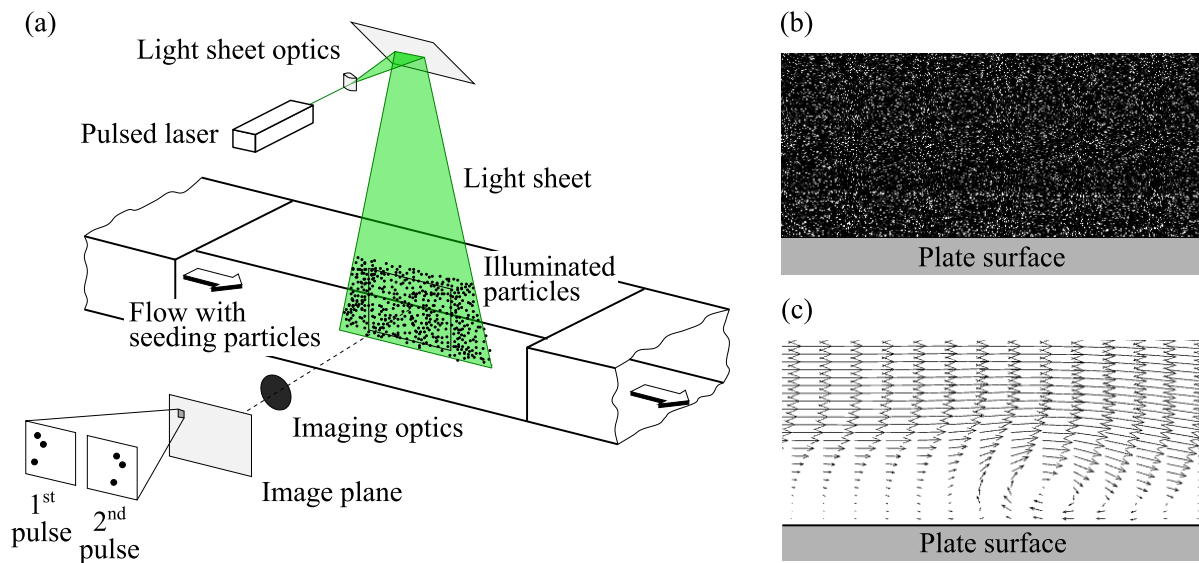 (a)
Light sheet optics
Pulsed laser
Light sheet
Illuminated
particles
Flow with
seeding particles
Imaging optics
Image plane
1st
pulse
2nd
pulse
(b)
Plate surface
(c)
Plate surface